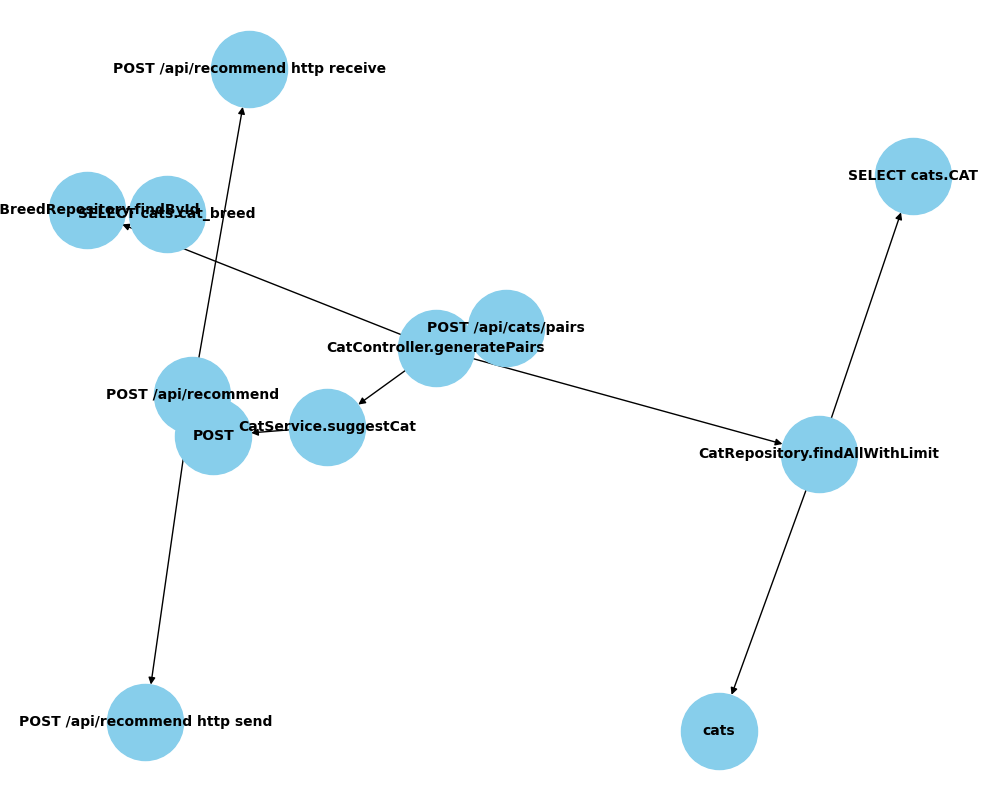 POST /api/recommend http receive
SELECT cats.CAT
BreedRepository.findById
SELECT cats.cat_breed
POST /api/cats/pairs
CatController.generatePairs
POST /api/recommend
CatService.suggestCat
POST
CatRepository.findAllWithLimit
POST /api/recommend http send
cats